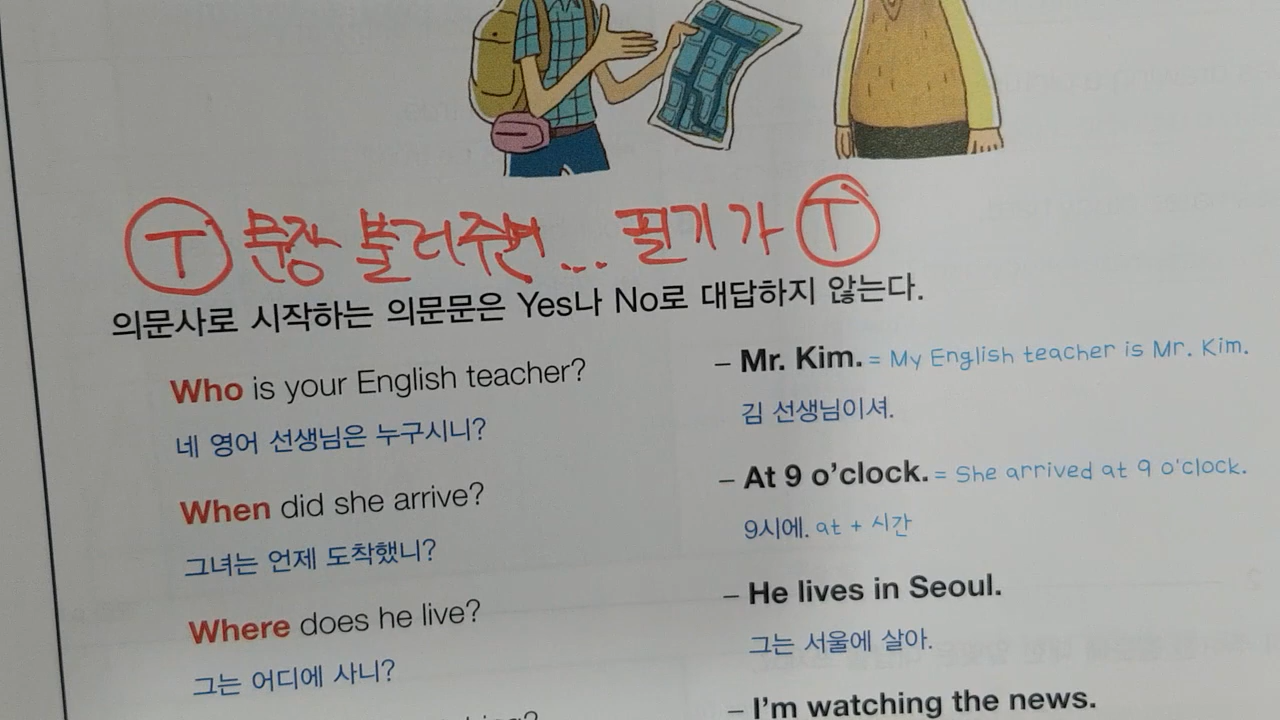 Ⓣ 문장 불러주면... 필기 가 Ⓣ
의문사로 시작하는 의문문은 Yes나 No로 대답하지 않는다.
Who is your English teacher?
네 영어 선생님은 누구시니?
– Mr. Kim. = My English teacher is Mr. Kim.
김 선생님이셔.
When did she arrive?
그녀는 언제 도착했니?
– At 9 o'clock. = She arrived at 9 o'clock.
9시에. at + 시간
Where does he live?
그는 어디에 사니?
– He lives in Seoul.
그는 서울에 살아.
– I'm watching the news.